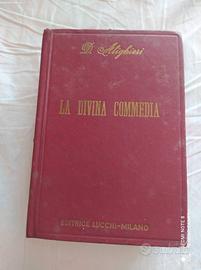 D. Alighieri
LA DIVINA COMMEDIA
EDITRICE LUCCHI-MILANO